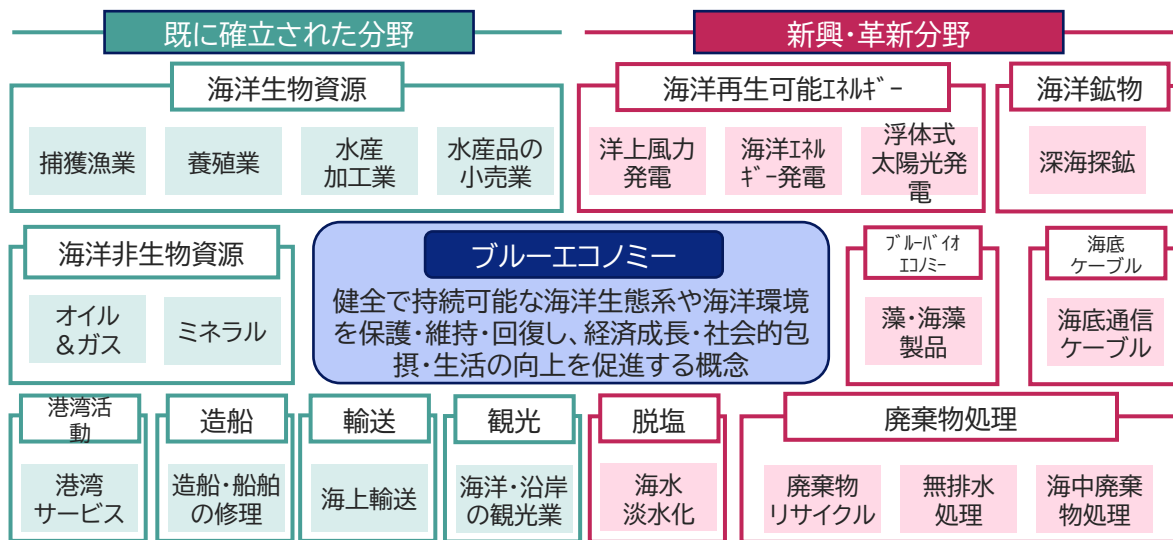 既に確立された分野
新興・革新分野
海洋生物資源
捕獲漁業
養殖業
水産
加工業
水産品の
小売業
海洋再生可能ｴﾈﾙｷﾞｰ
洋上風力
発電
海洋ｴﾈﾙ
ｷﾞｰ発電
浮体式
太陽光発
電
海洋鉱物
深海探鉱
海洋非生物資源
オイル
＆ガス
ミネラル
ブルーエコノミー
健全で持続可能な海洋生態系や海洋環境
を保護・維持・回復し、経済成長・社会的包
摂・生活の向上を促進する概念
ﾌﾞﾙｰﾊﾞｲｵ
ｴｺﾉﾐｰ
藻・海藻
製品
海底
ケーブル
海底通信
ケーブル
港湾活
動
港湾
サービス
造船
造船・船舶
の修理
輸送
海上輸送
観光
海洋・沿岸
の観光業
脱塩
海水
淡水化
廃棄物処理
廃棄物
リサイクル
無排水
処理
海中廃棄
物処理